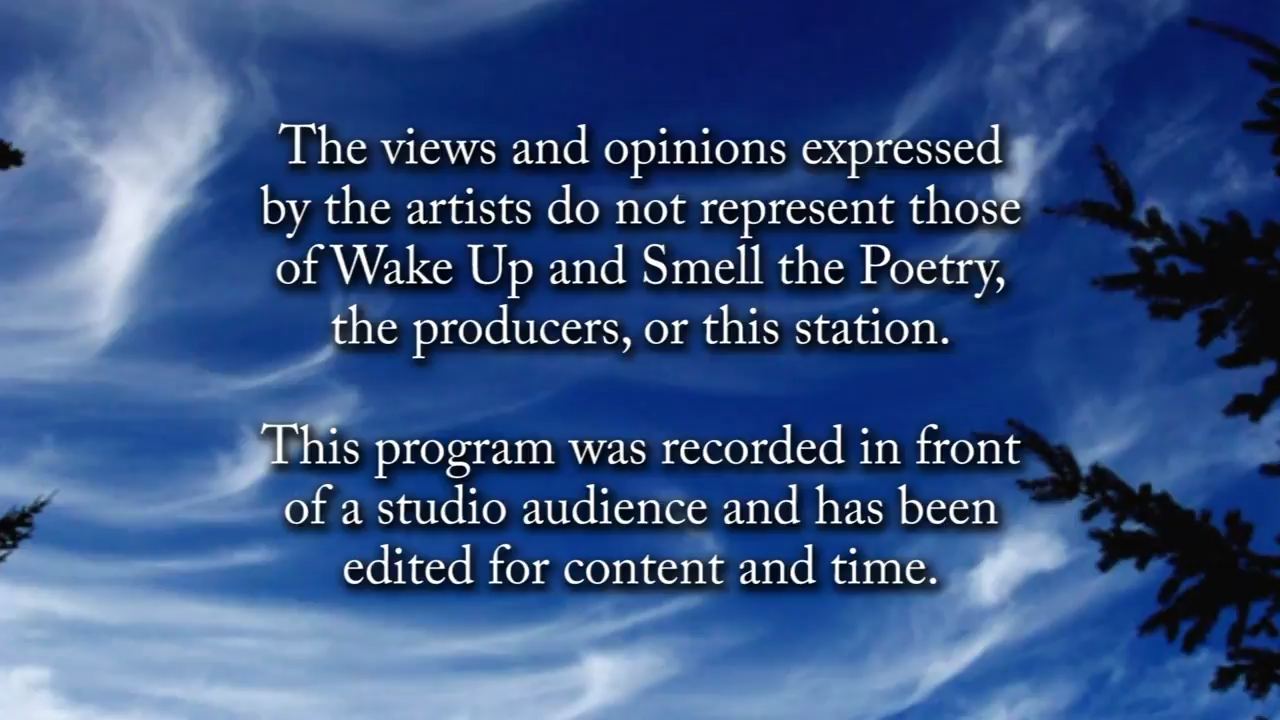 The views and opinions expressed
by the artists do not represent those
of Wake Up and Smell the Poetry,
the producers, or this station.
This program was recorded in front
of a studio audience and has been
edited for content and time.